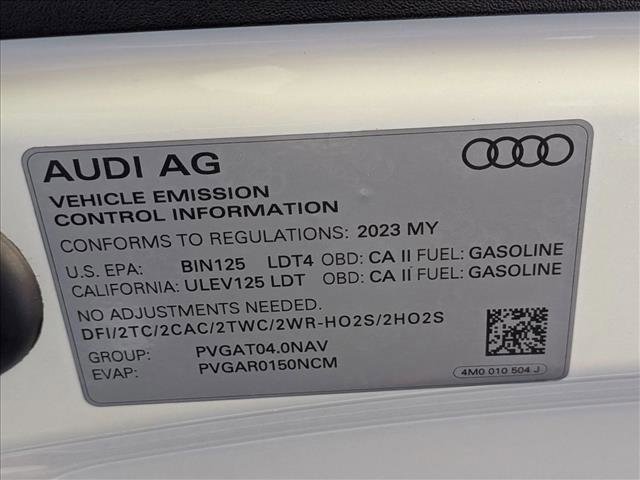 AUDI AG
VEHICLE EMISSION
CONTROL INFORMATION
CONFORMS TO REGULATIONS: 2023 MY
U.S. EPA: BIN125 LDT4 OBD: CA II FUEL: GASOLINE
CALIFORNIA: ULEV125 LDT OBD: CA II FUEL: GASOLINE
NO ADJUSTMENTS NEEDED.
DFI/2TC/2CAC/2TWC/2WR-HO2S/2HO2S
GROUP: PVGAT04.0NAV
EVAP: PVGAR0150NCM
4M0 010 504 J